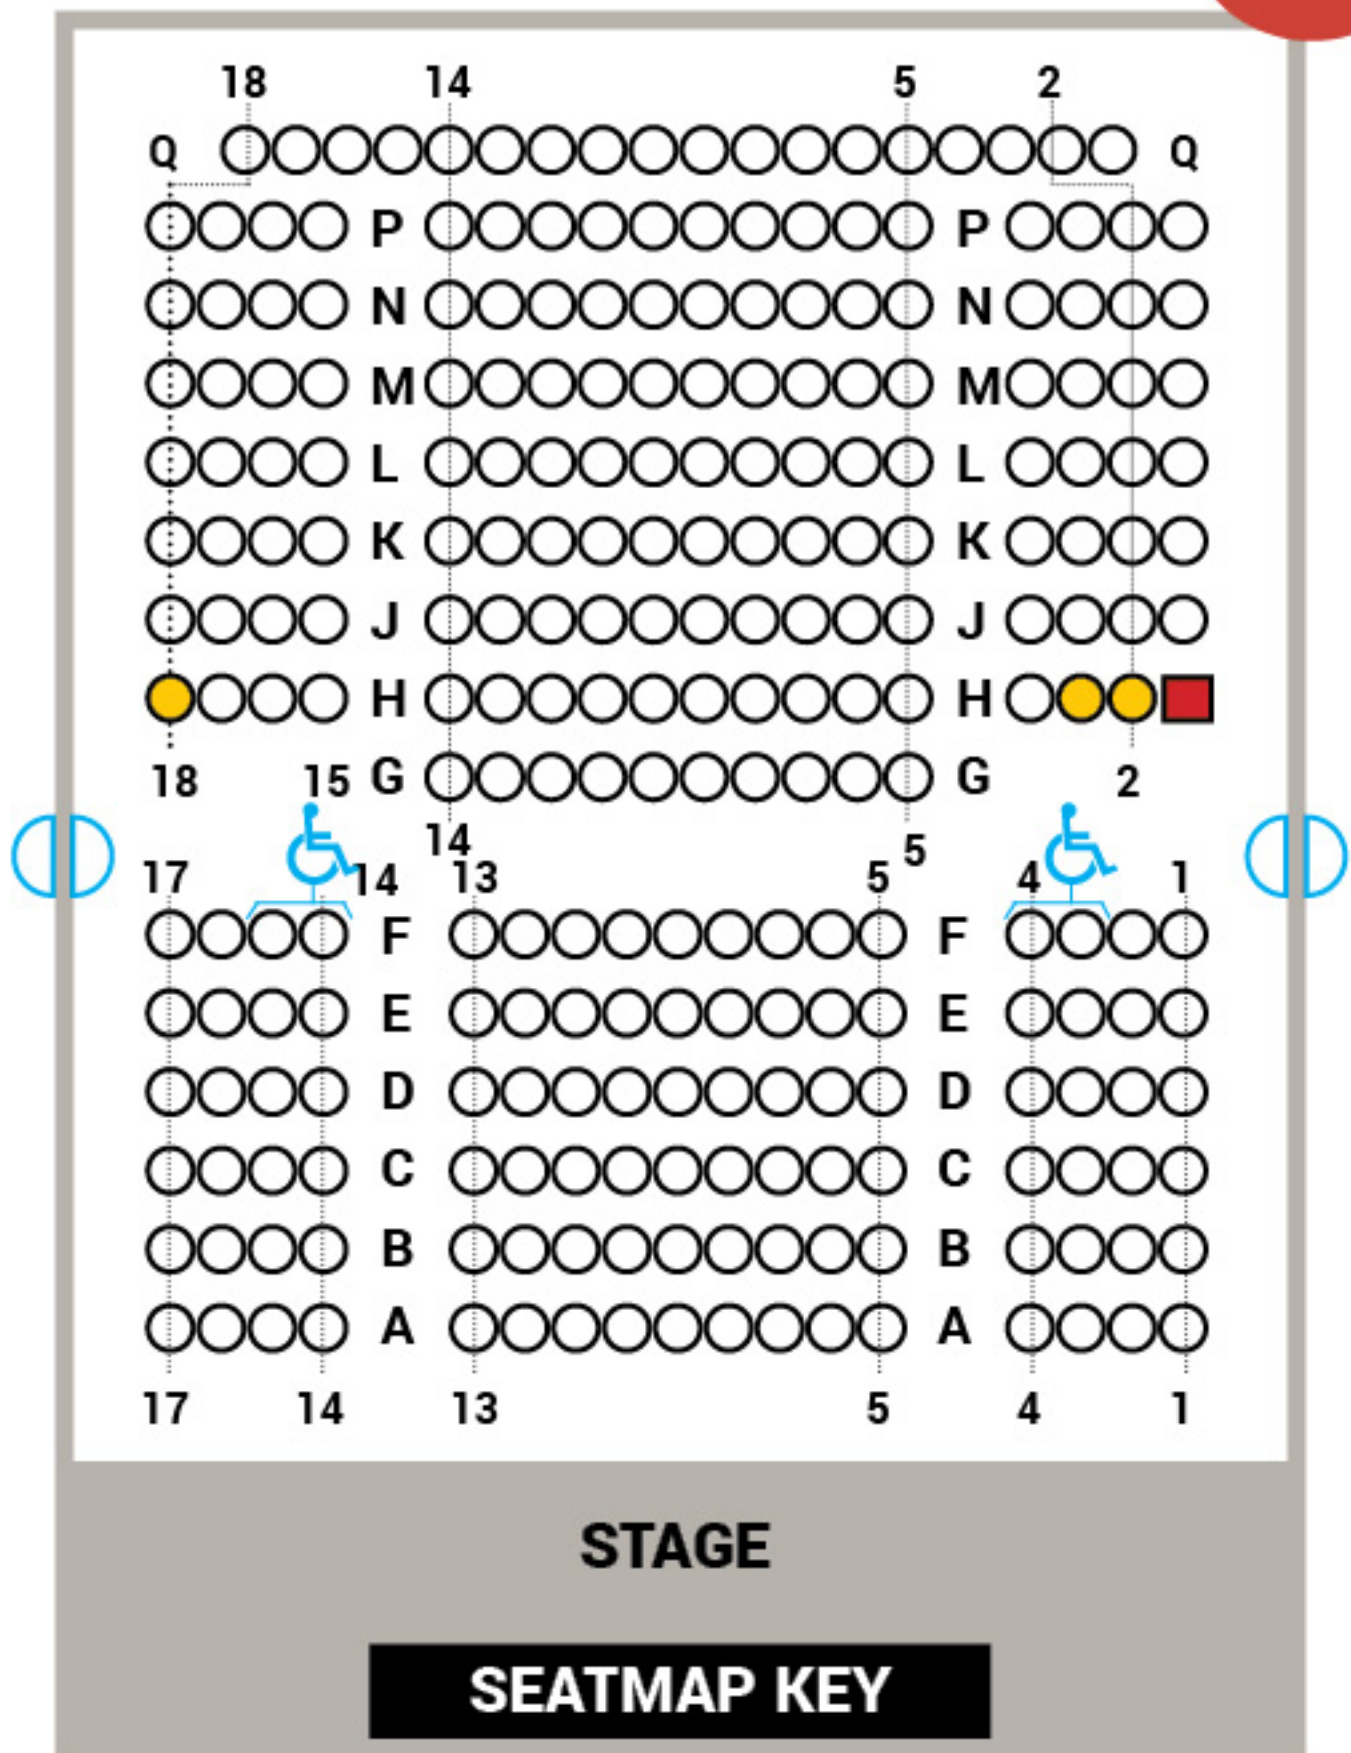 18 14 5 2
Q Q
P P
N N
M M
L L
K K
J J
H H
18 15 G G 2
14 5
17 14 13 5 4 1
F F
E E
D D
C C
B B
A A
17 14 13 5 4 1
STAGE
SEATMAP KEY